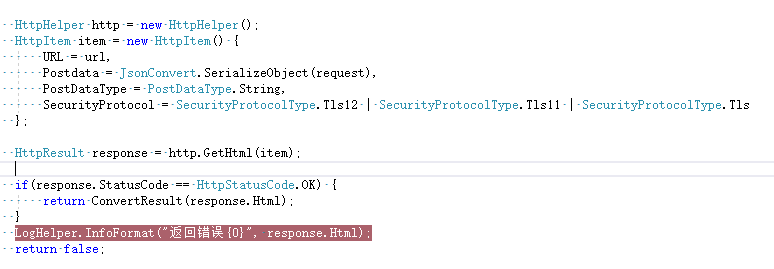 HttpHelper http = new HttpHelper();
HttpItem item = new HttpItem() {
URL = url,
Postdata = JsonConvert.SerializeObject(request),
PostDataType = PostDataType.String,
SecurityProtocol = SecurityProtocolType.Tls12 | SecurityProtocolType.Tls11 | SecurityProtocolType.Tls
};
HttpResult response = http.GetHtml(item);
if(response.StatusCode == HttpStatusCode.OK) {
return ConvertResult(response.Html);
}
LogHelper.InfoFormat("返回错误{0}", response.Html);
return false;